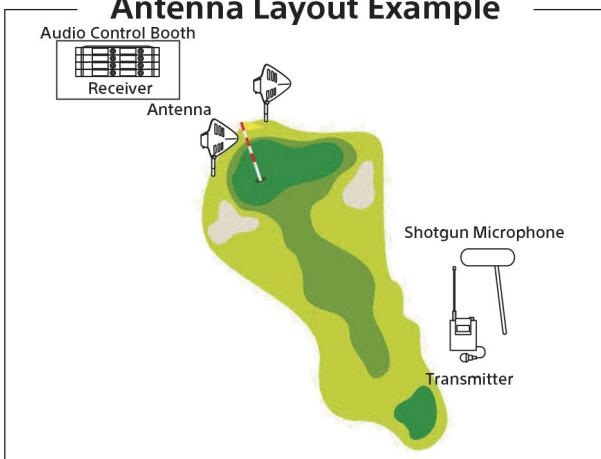 Antenna Layout Example
Audio Control Booth
Receiver
Antenna
Shotgun Microphone
Transmitter